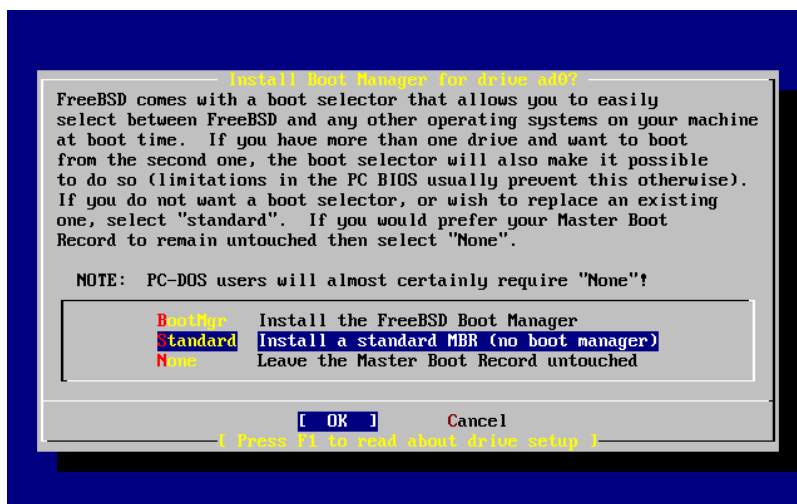 Install Boot Manager for drive ad0?
FreeBSD comes with a boot selector that allows you to easily
select between FreeBSD and any other operating systems on your machine
at boot time.  If you have more than one drive and want to boot
from the second one, the boot selector will also make it possible
to do so (limitations in the PC BIOS usually prevent this otherwise).
If you do not want a boot selector, or wish to replace an existing
one, select "standard".  If you would prefer your Master Boot
Record to remain untouched then select "None".
NOTE:  PC-DOS users will almost certainly require "None"!
BootMgr  Install the FreeBSD Boot Manager
Standard  Install a standard MBR (no boot manager)
None  Leave the Master Boot Record untouched
[  OK  ]  Cancel
[ Press F1 to read about drive setup ]